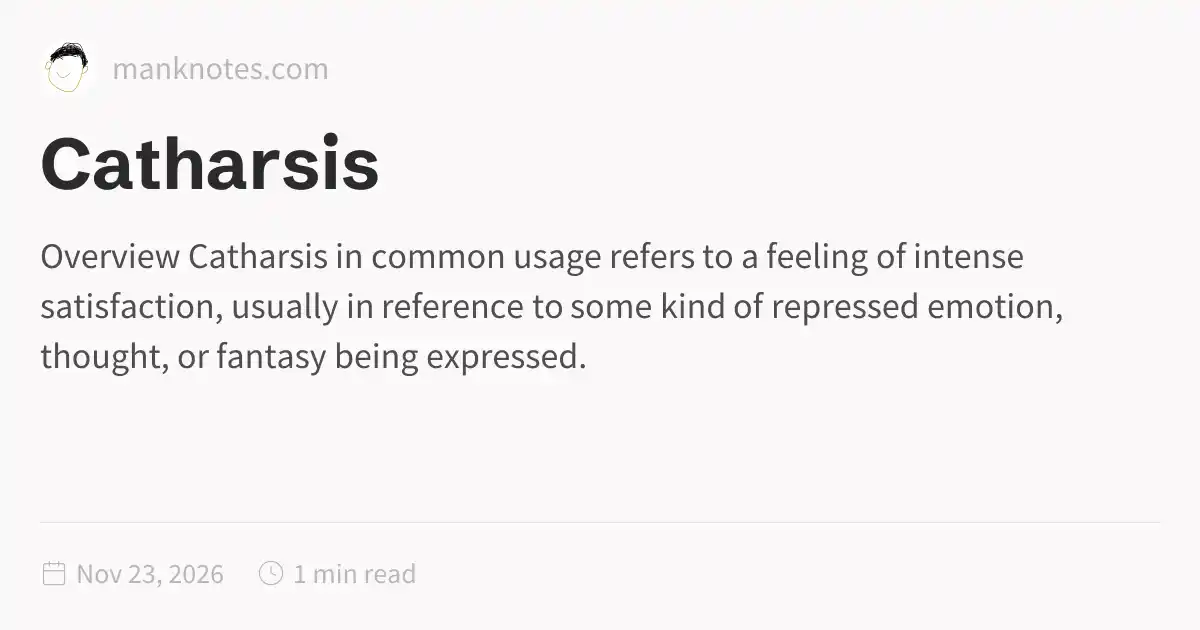 manknotes.com
Catharsis
Overview Catharsis in common usage refers to a feeling of intense
satisfaction, usually in reference to some kind of repressed emotion,
thought, or fantasy being expressed.
Nov 23, 2026 1 min read